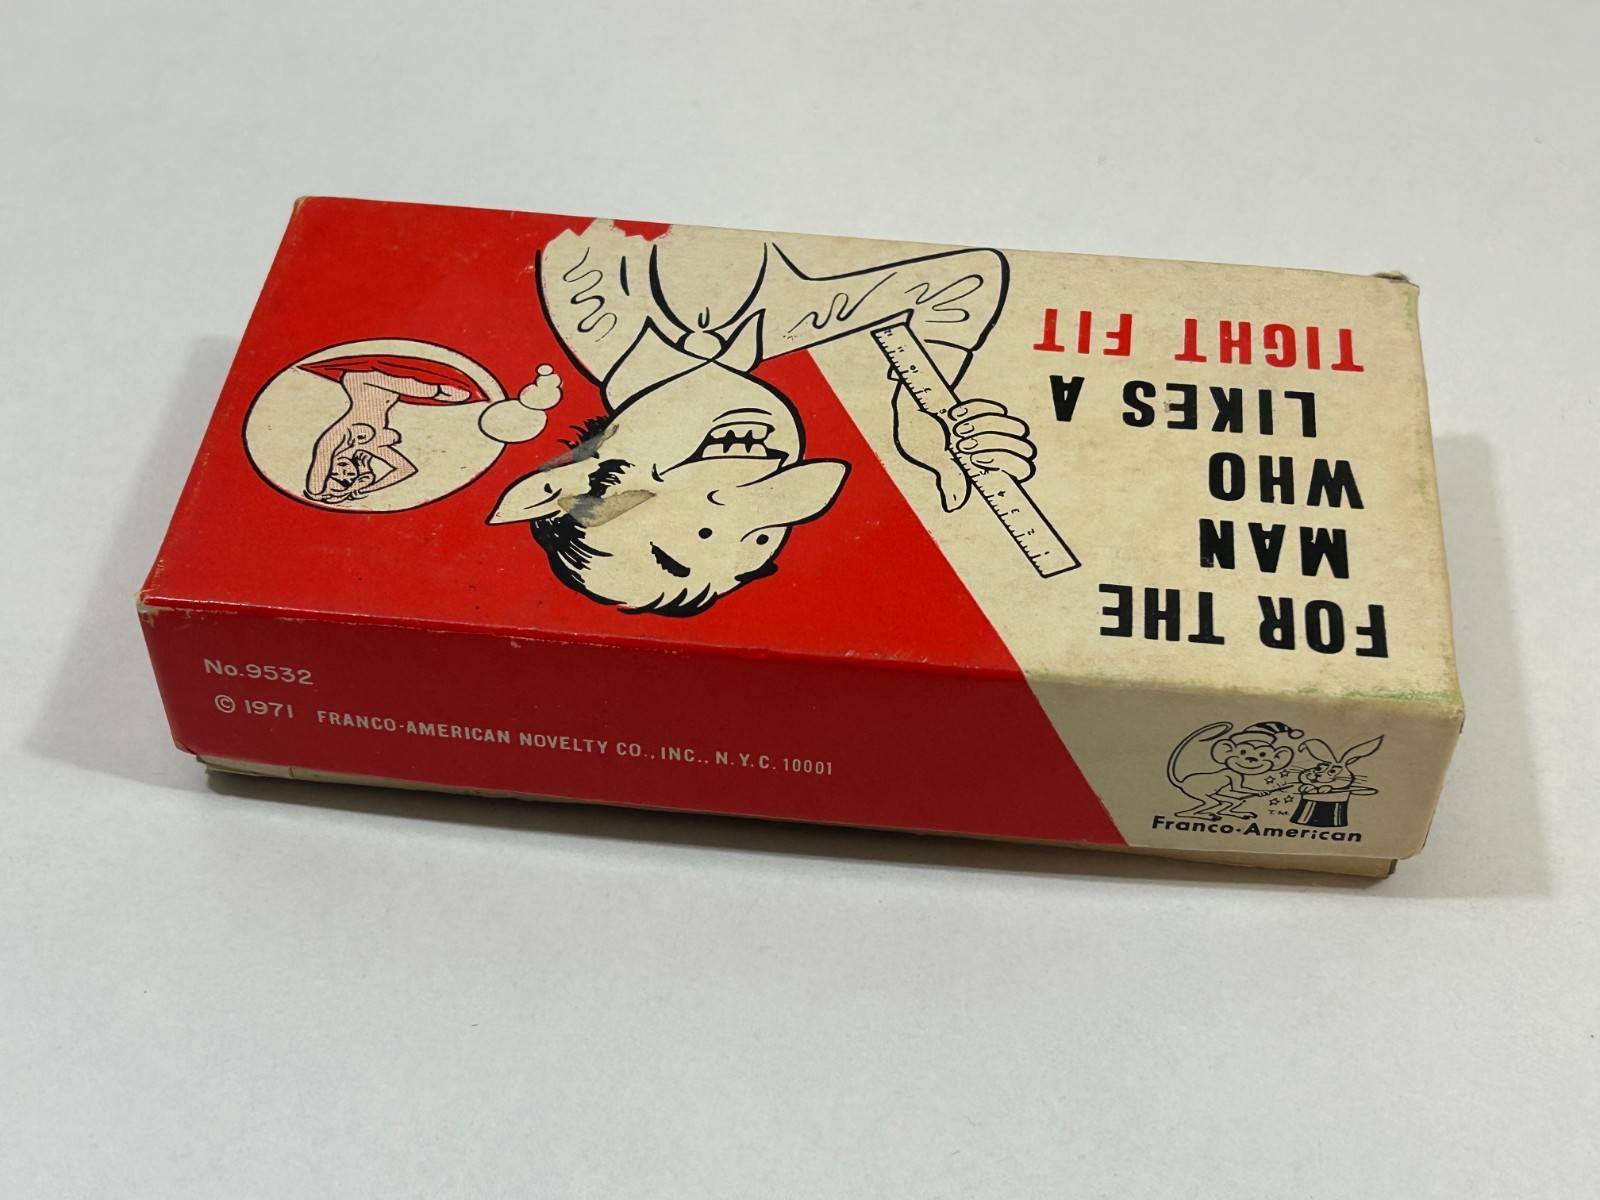 FOR THE
MAN
WHO
LIKES A
TIGHT FIT
No. 9532
© 1971 FRANCO-AMERICAN NOVELTY CO., INC., N.Y.C. 10001
T.M.
Franco-American